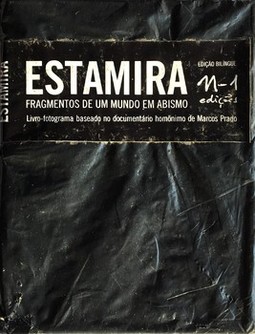 ESTAMIRA
EDIÇÃO BILÍNGUE
ESTAMIRA
n-1
edições
FRAGMENTOS DE UM MUNDO EM ABISMO
Livro-fotograma baseado no documentário homônimo de Marcos Prado